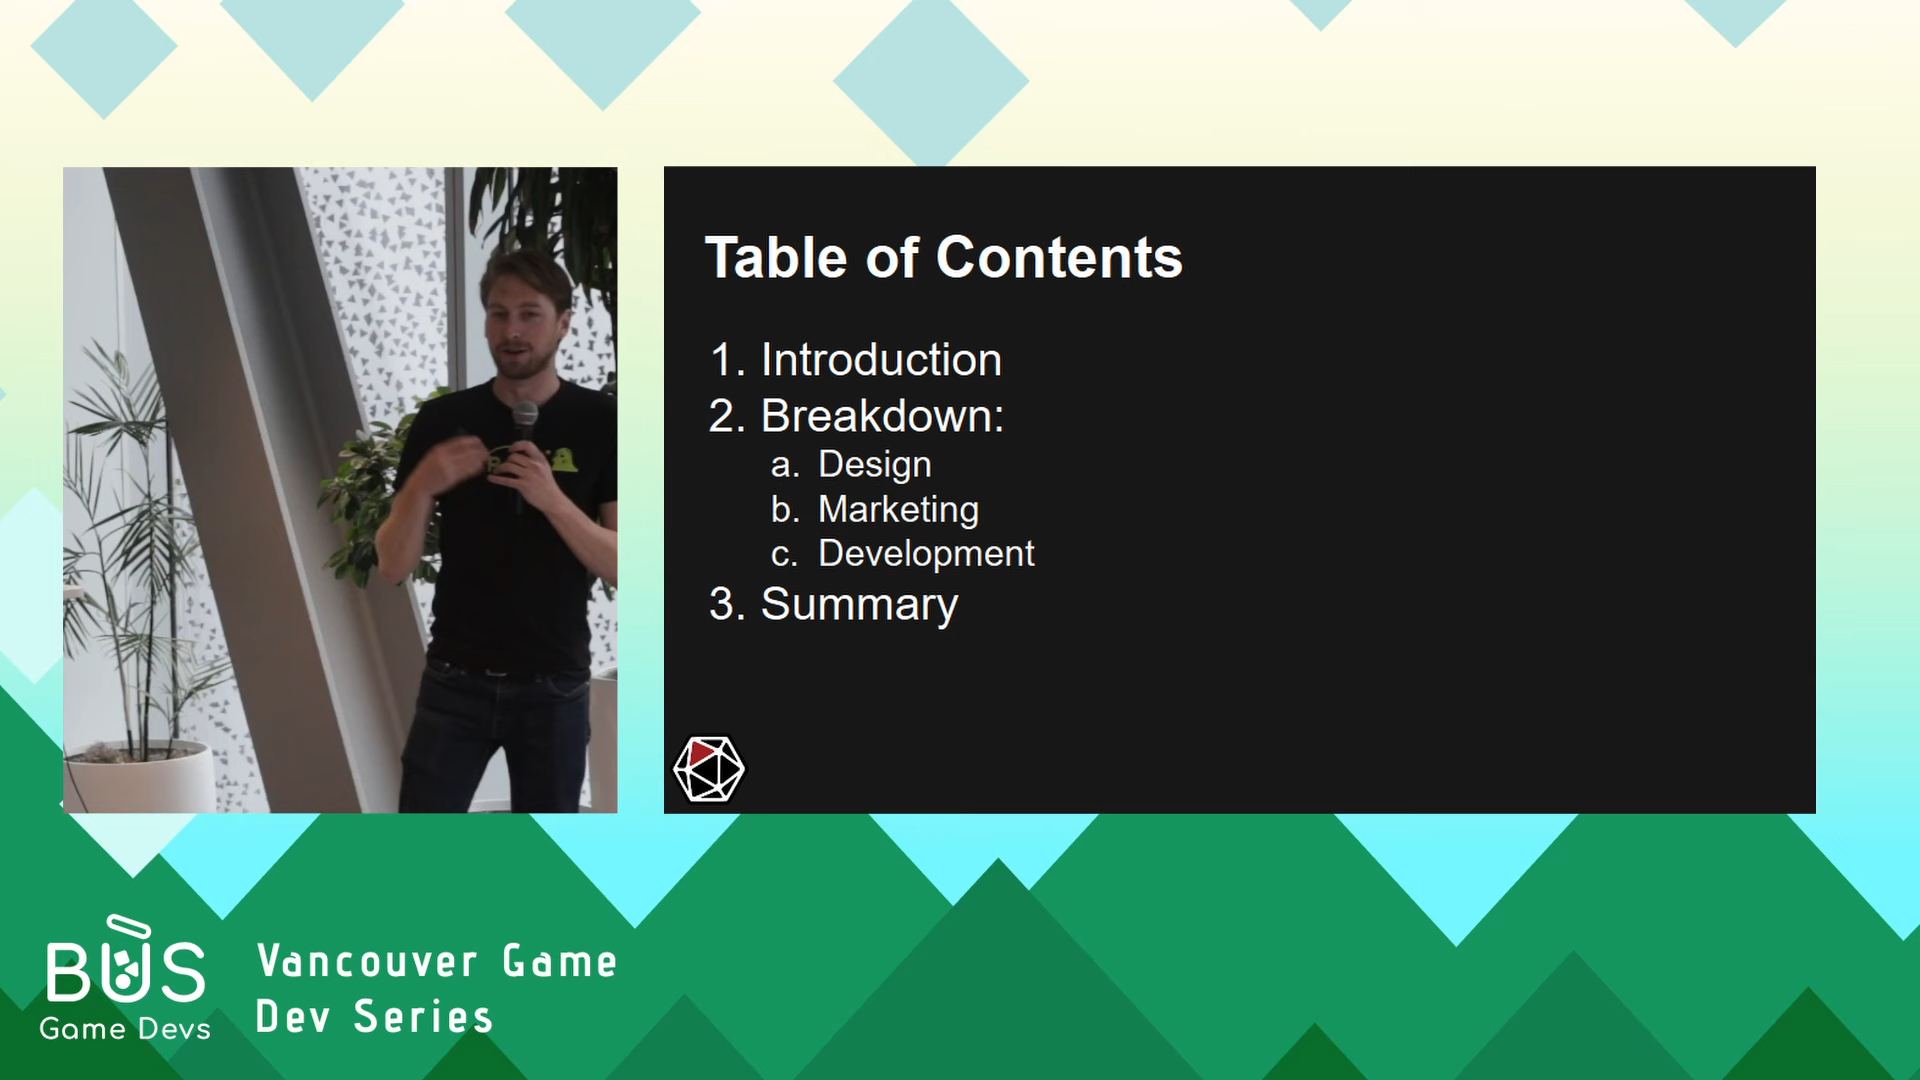 Table of Contents
1. Introduction
2. Breakdown:
a. Design
b. Marketing
c. Development
3. Summary
BUS
Game Devs
Vancouver Game
Dev Series